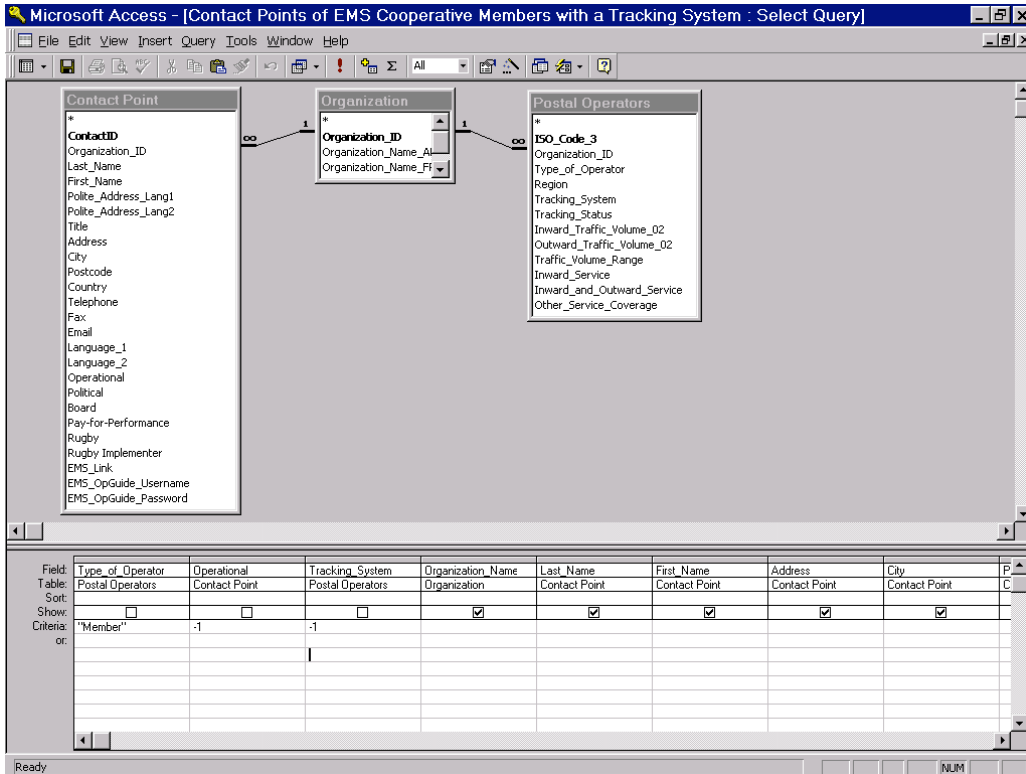 Microsoft Access - [Contact Points of EMS Cooperative Members with a Tracking System : Select Query]
File Edit View Insert Query Tools Window Help
All
Contact Point
*
ContactID
Organization_ID
Last_Name
First_Name
Polite_Address_Lang1
Polite_Address_Lang2
Title
Address
City
Postcode
Country
Telephone
Fax
Email
Language_1
Language_2
Operational
Political
Board
Pay-for-Performance
Rugby
Rugby Implementer
EMS_Link
EMS_OpGuide_Username
EMS_OpGuide_Password
∞
1
Organization
*
Organization_ID
Organization_Name_
Organization_Name_FF
1
∞
Postal Operators
*
ISO_Code_3
Organization_ID
Type_of_Operator
Region
Tracking_System
Tracking_Status
Inward_Traffic_Volume_02
Outward_Traffic_Volume_02
Traffic_Volume_Range
Inward_Service
Inward_and_Outward_Service
Other_Service_Coverage
Field: Type_of_Operator Operational Tracking_System Organization_Name Last_Name First_Name Address City P
Table: Postal Operators Contact Point Postal Operators Organization Contact Point Contact Point Contact Point Contact Point C
Sort:
Show:
Criteria: "Member" -1 -1
or:
Ready NUM